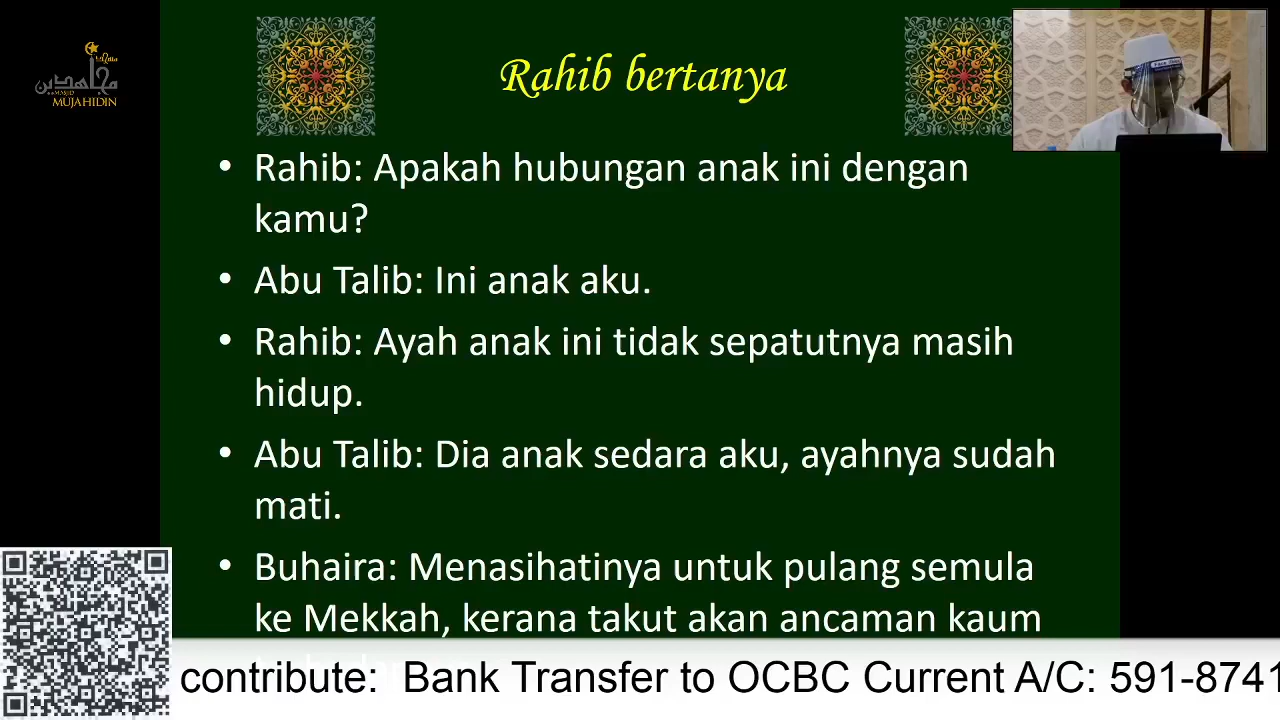 مجاهدين
MASJID
MUJAHIDIN
Rahib bertanya
• Rahib: Apakah hubungan anak ini dengan
kamu?
• Abu Talib: Ini anak aku.
• Rahib: Ayah anak ini tidak sepatutnya masih
hidup.
• Abu Talib: Dia anak sedara aku, ayahnya sudah
mati.
• Buhaira: Menasihatinya untuk pulang semula
ke Mekkah, kerana takut akan ancaman kaum
contribute: Bank Transfer to OCBC Current A/C: 591-8741